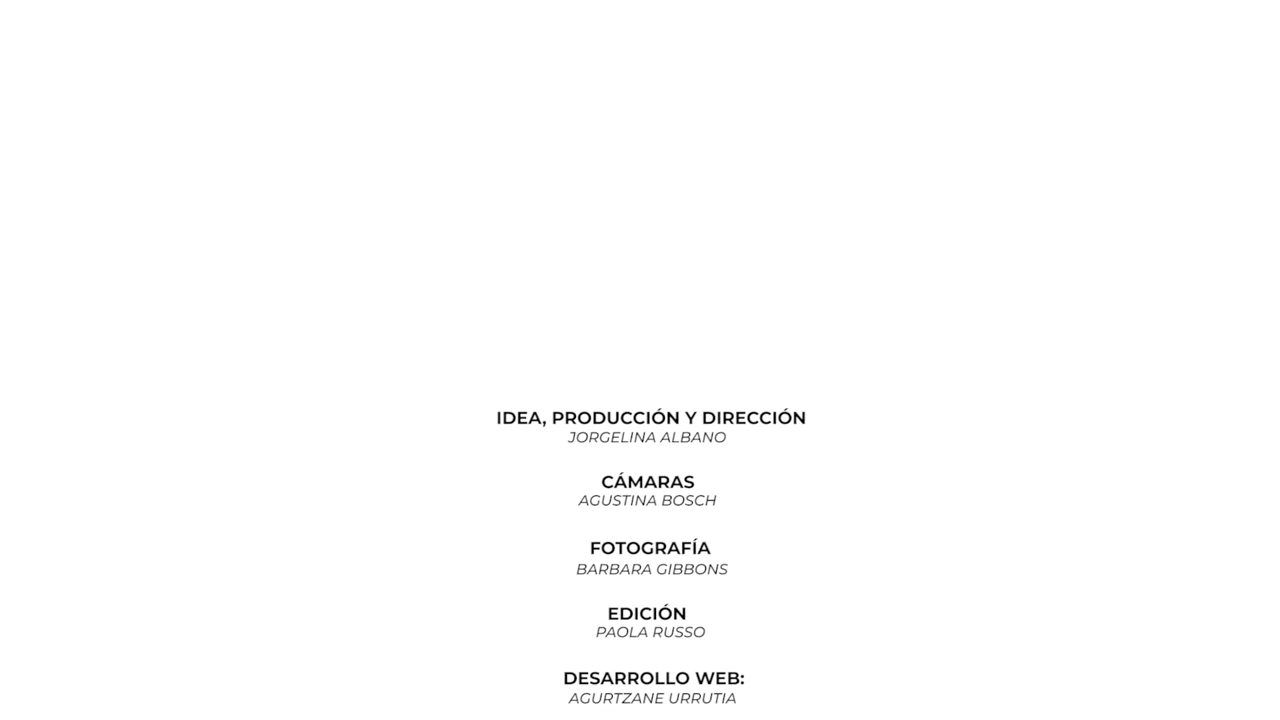 IDEA, PRODUCCIÓN Y DIRECCIÓN
JORGELINA ALBANO
CÁMARAS
AGUSTINA BOSCH
FOTOGRAFÍA
BARBARA GIBBONS
EDICIÓN
PAOLA RUSSO
DESARROLLO WEB:
AGURTZANE URRUTIA